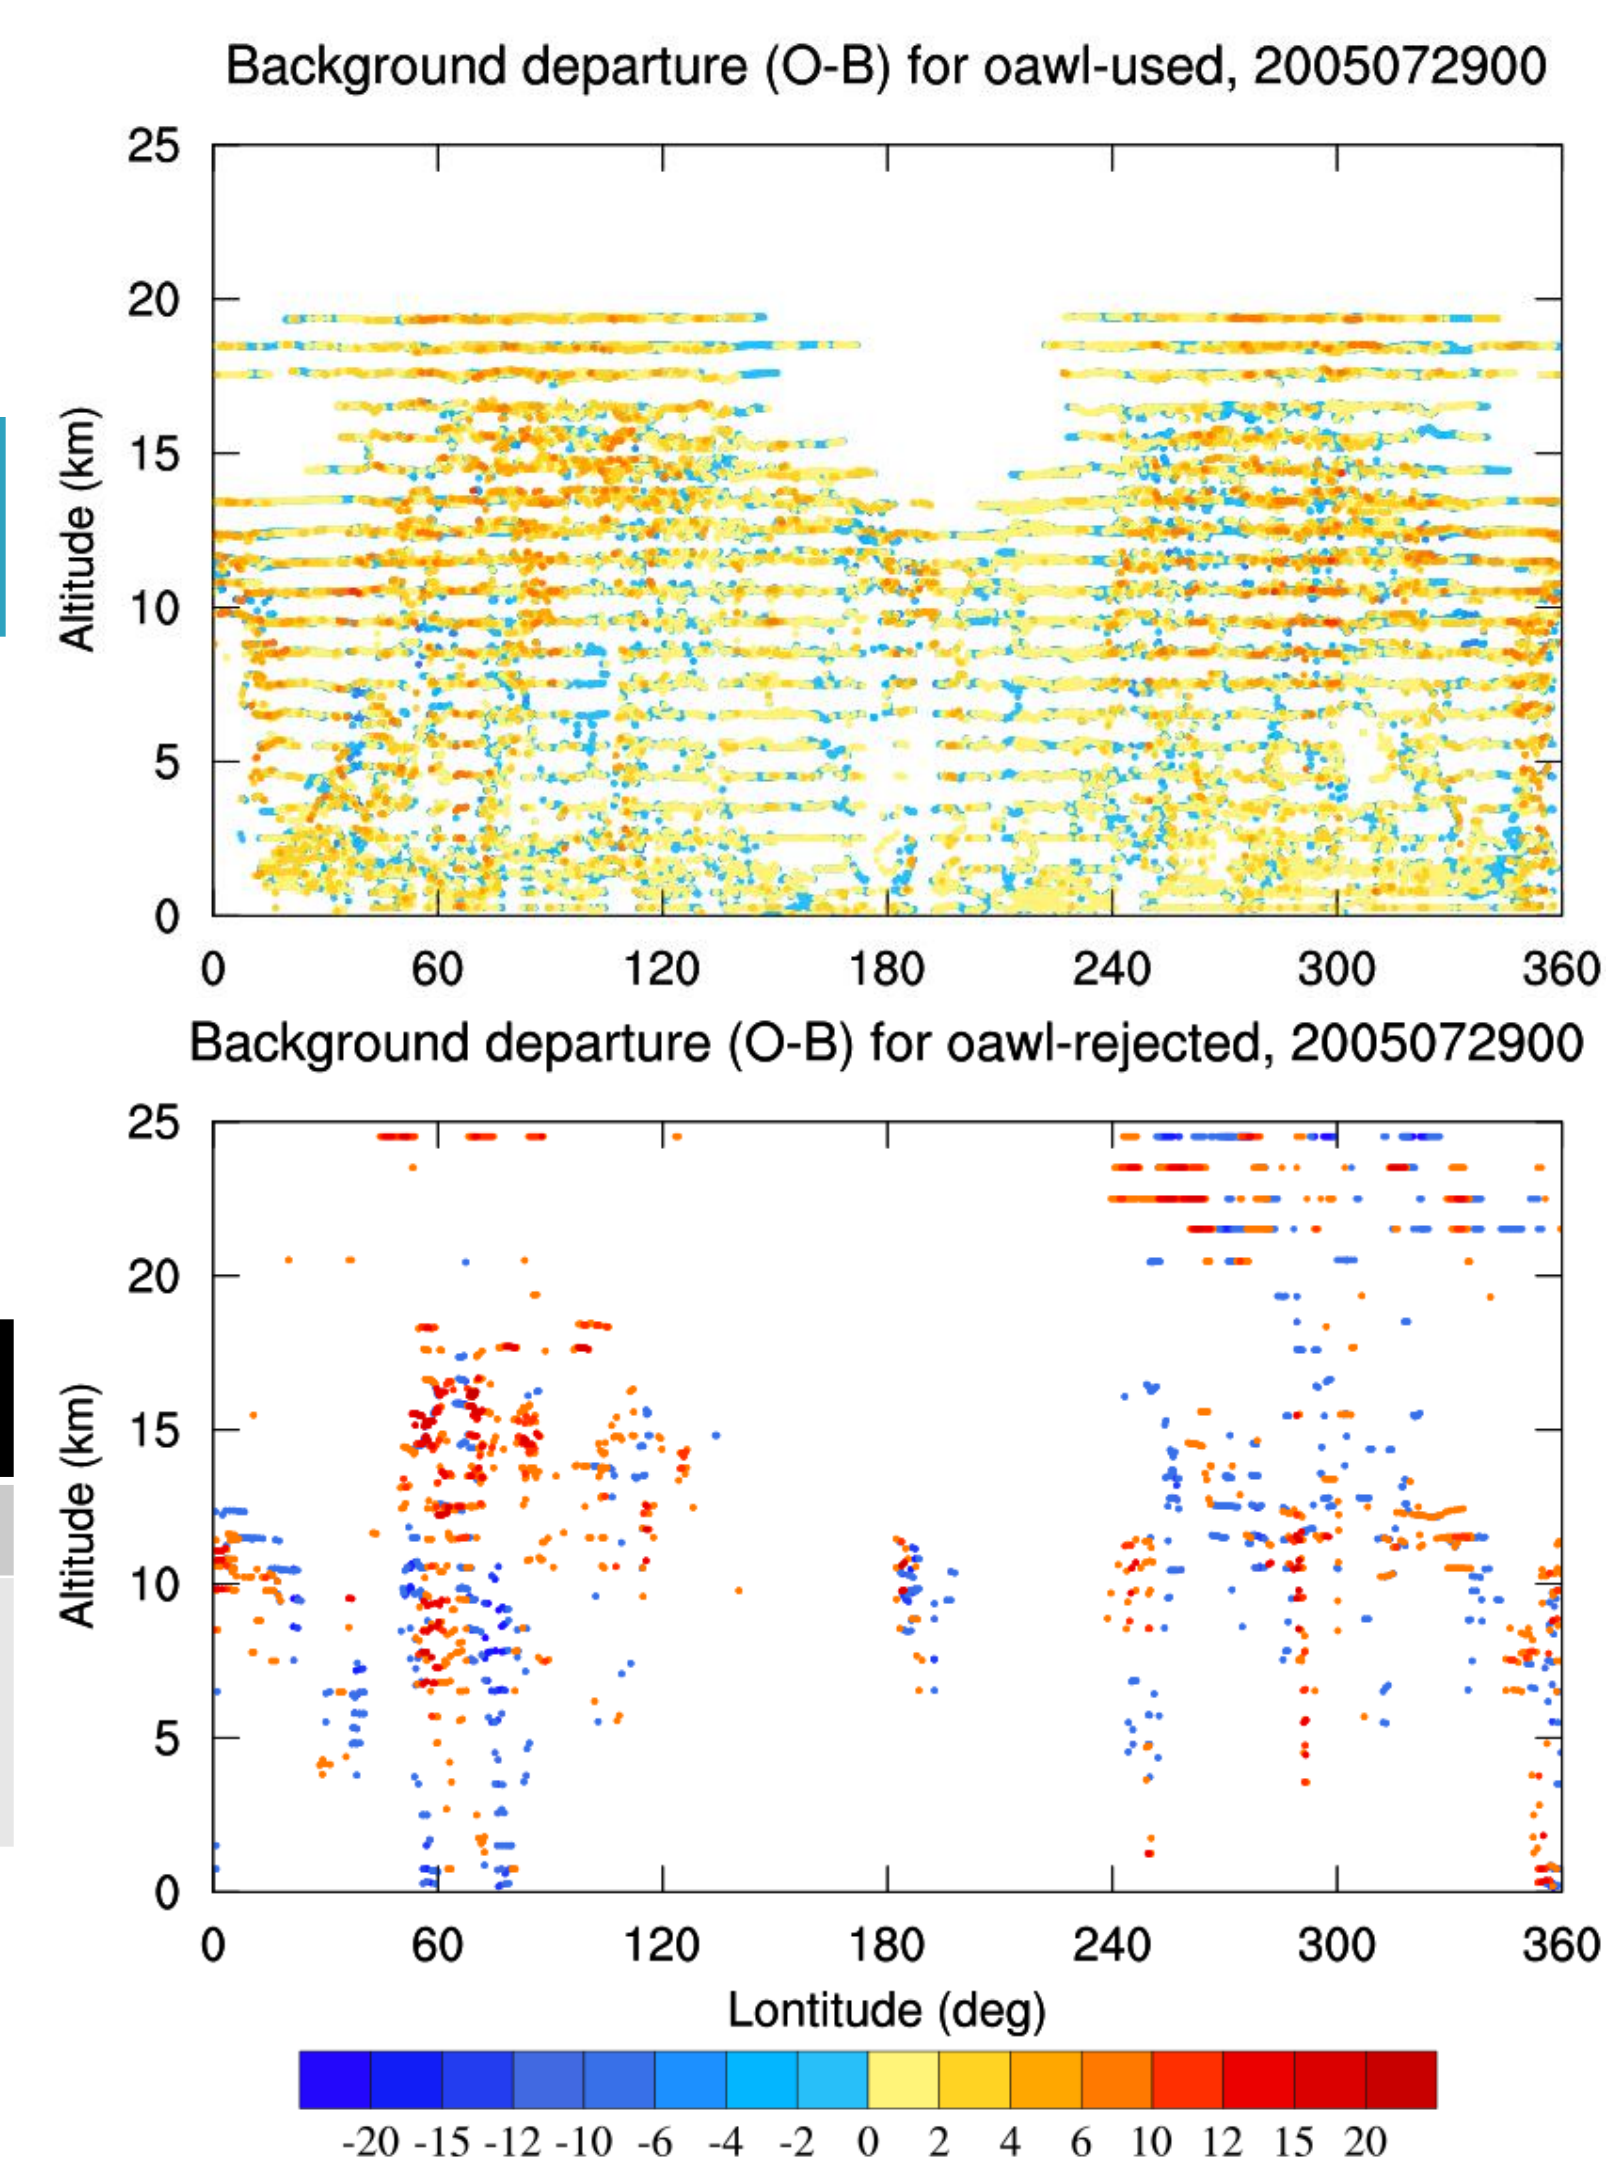 Background departure (O-B) for oawl-used, 2005072900
25
20
15
10
5
0
Altitude (km)
0 60 120 180 240 300 360
Background departure (O-B) for oawl-rejected, 2005072900
25
20
15
10
5
0
Altitude (km)
0 60 120 180 240 300 360
Lontitude (deg)
-20 -15 -12 -10 -6 -4 -2 0 2 4 6 10 12 15 20